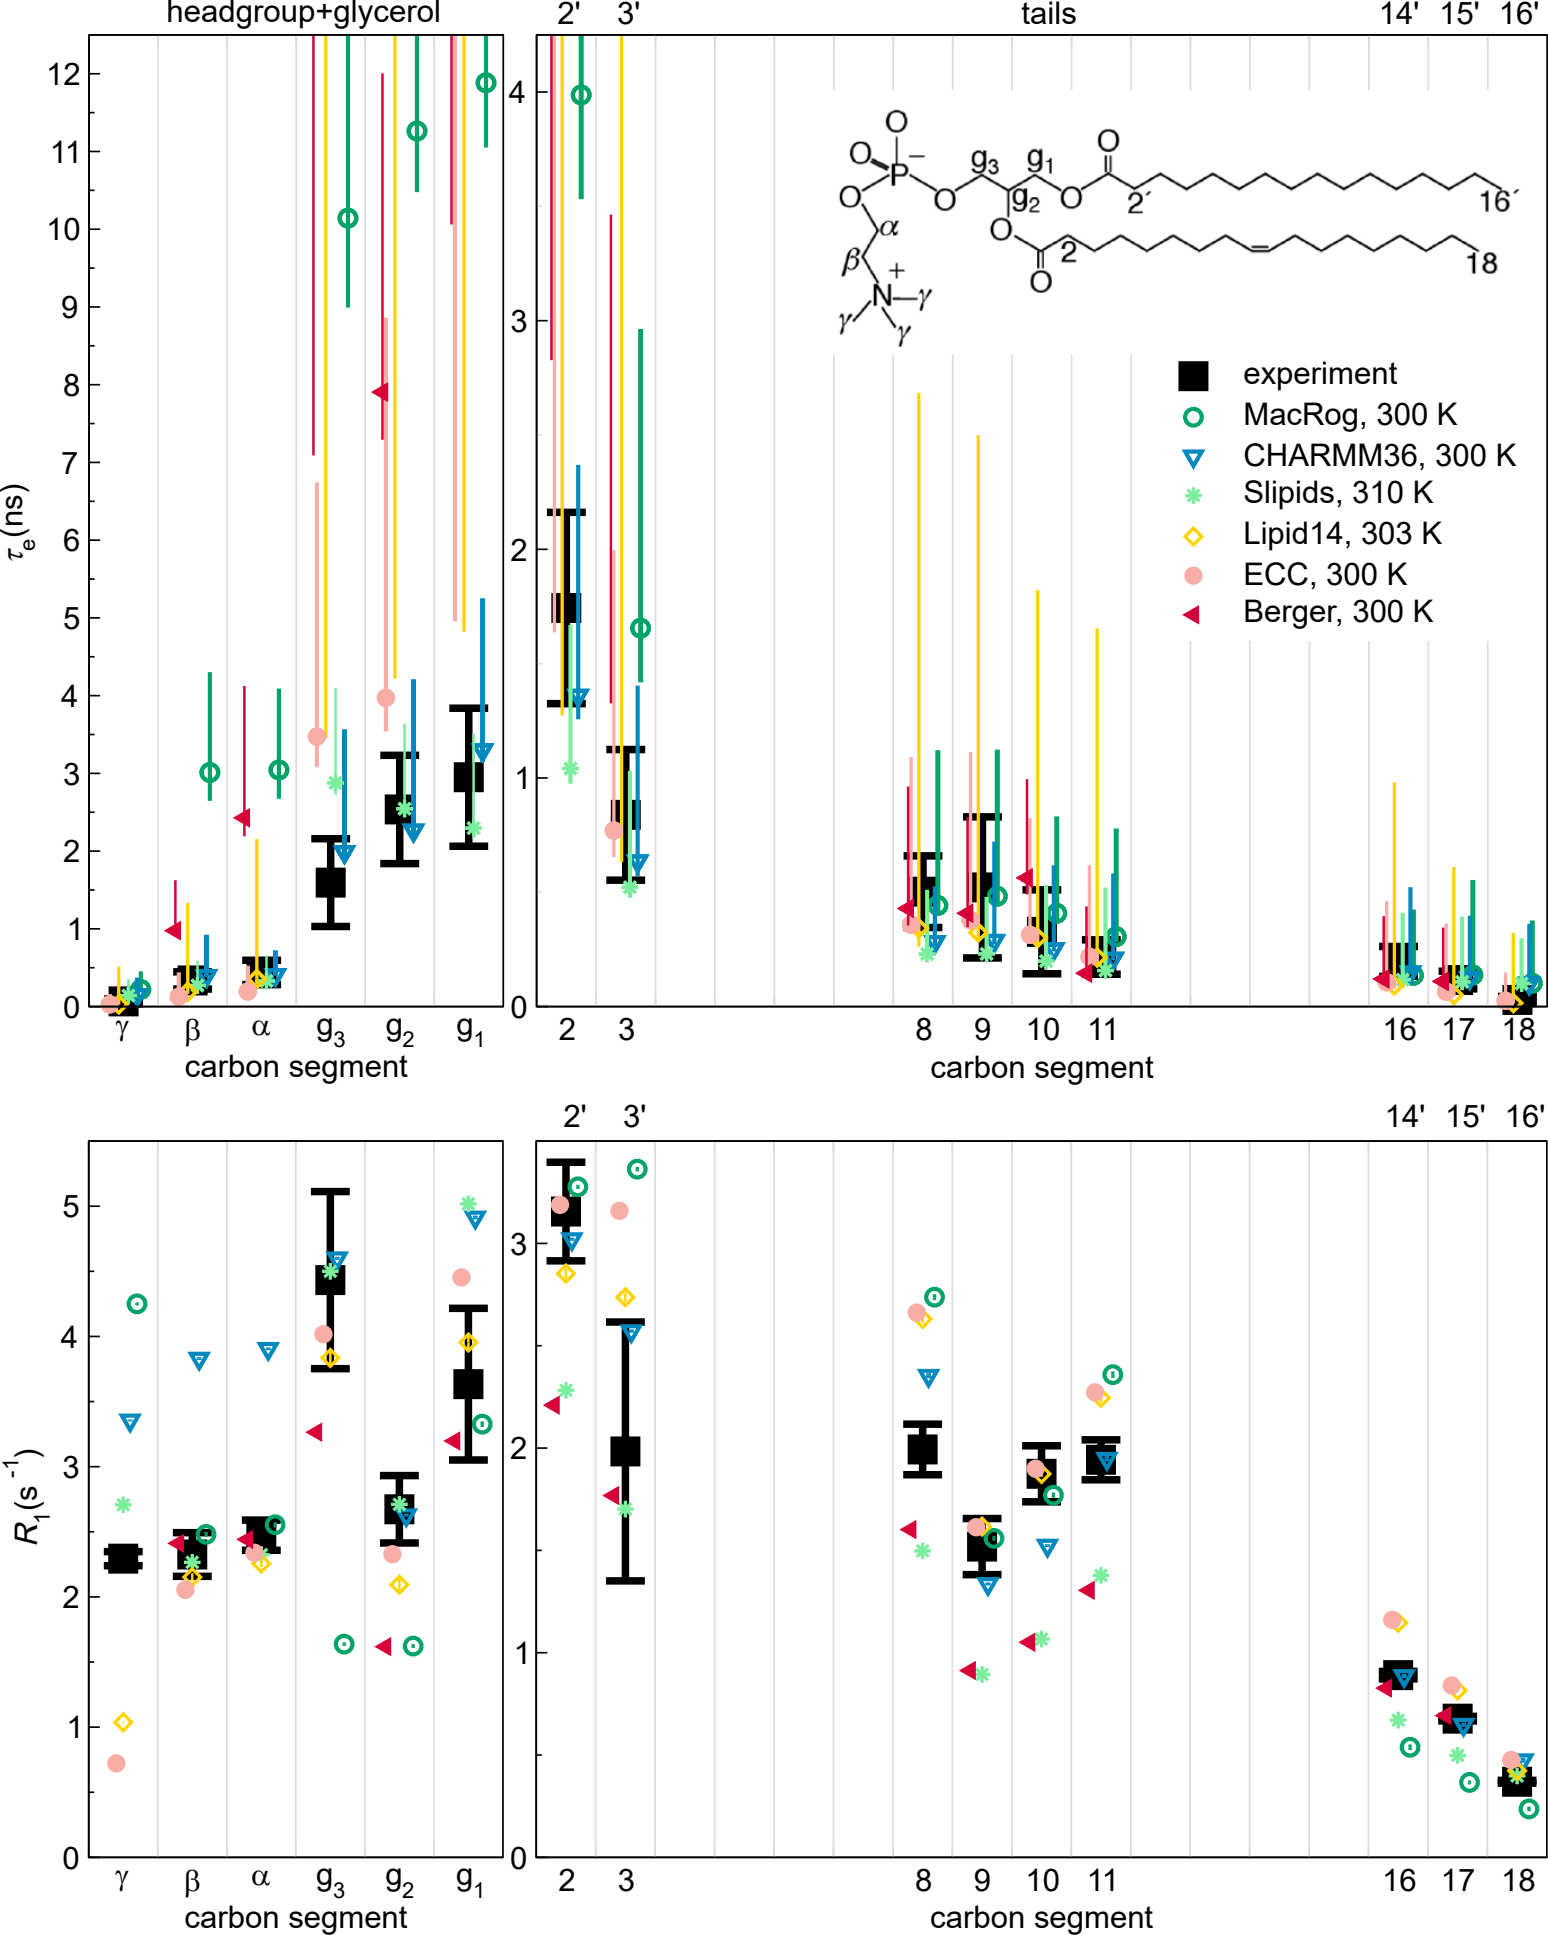 headgroup+glycerol 2' 3' tails 14' 15' 16'
12
11
10
9
8
7
6
5
4
3
2
1
0
τe(ns)
4
3
2
1
0
O
O
P
−
O
O
g3
g1
g2
O
O
2´
16´
α
β
O
O
2
18
N
+
γ
γ
γ
experiment
MacRog, 300 K
CHARMM36, 300 K
Slipids, 310 K
Lipid14, 303 K
ECC, 300 K
Berger, 300 K
γ β α g3 g2 g1 2 3 8 9 10 11 16 17 18
carbon segment carbon segment
2' 3' 14' 15' 16'
5
4
3
2
1
0
R1(s-1)
3
2
1
0
γ β α g3 g2 g1 2 3 8 9 10 11 16 17 18
carbon segment carbon segment